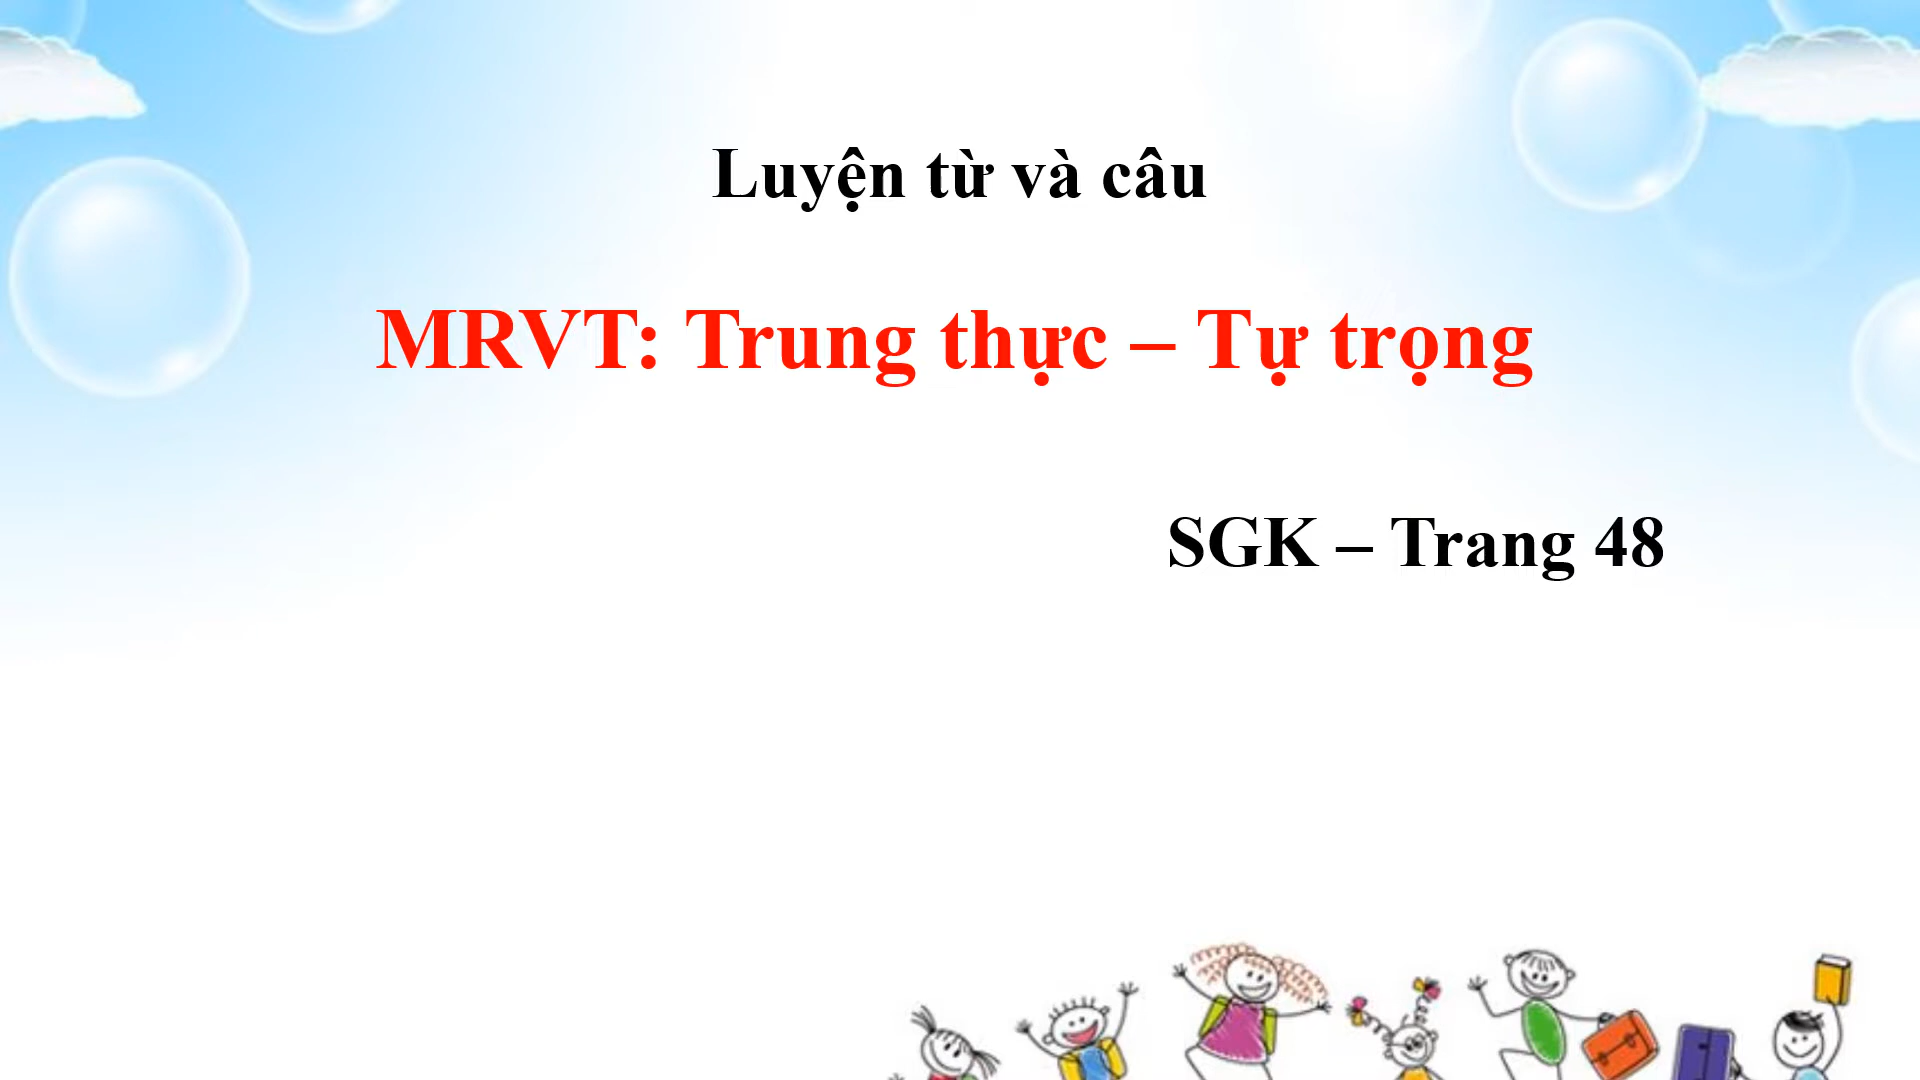 Luyện từ và câu
MRVT: Trung thực – Tự trọng
SGK – Trang 48